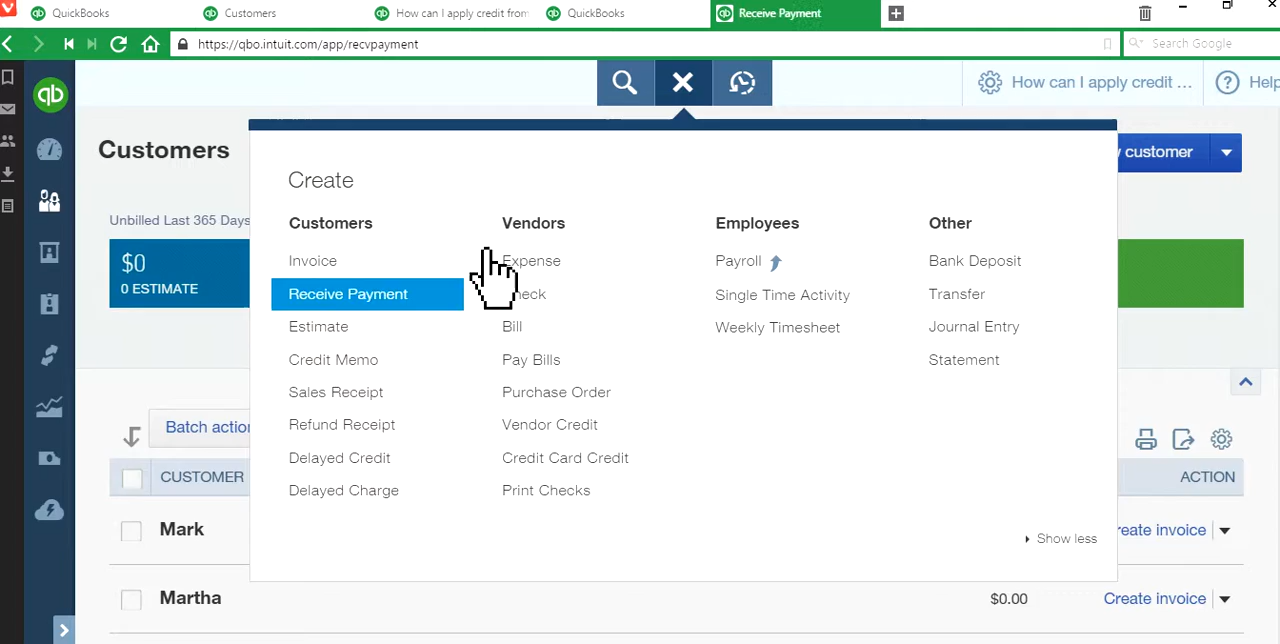 QuickBooks
Customers
How can I apply credit from
QuickBooks
Receive Payment
https://qbo.intuit.com/app/recvpayment
Search Google
qb
How can I apply credit ...
Help
Customers
customer
Unbilled Last 365 Days
$0
0 ESTIMATE
Create
Customers
Invoice
Receive Payment
Estimate
Credit Memo
Sales Receipt
Refund Receipt
Delayed Credit
Delayed Charge
Vendors
Expense
Check
Bill
Pay Bills
Purchase Order
Vendor Credit
Credit Card Credit
Print Checks
Employees
Payroll
Single Time Activity
Weekly Timesheet
Other
Bank Deposit
Transfer
Journal Entry
Statement
Show less
Batch action
CUSTOMER
ACTION
Mark
reate invoice
Martha
$0.00
Create invoice